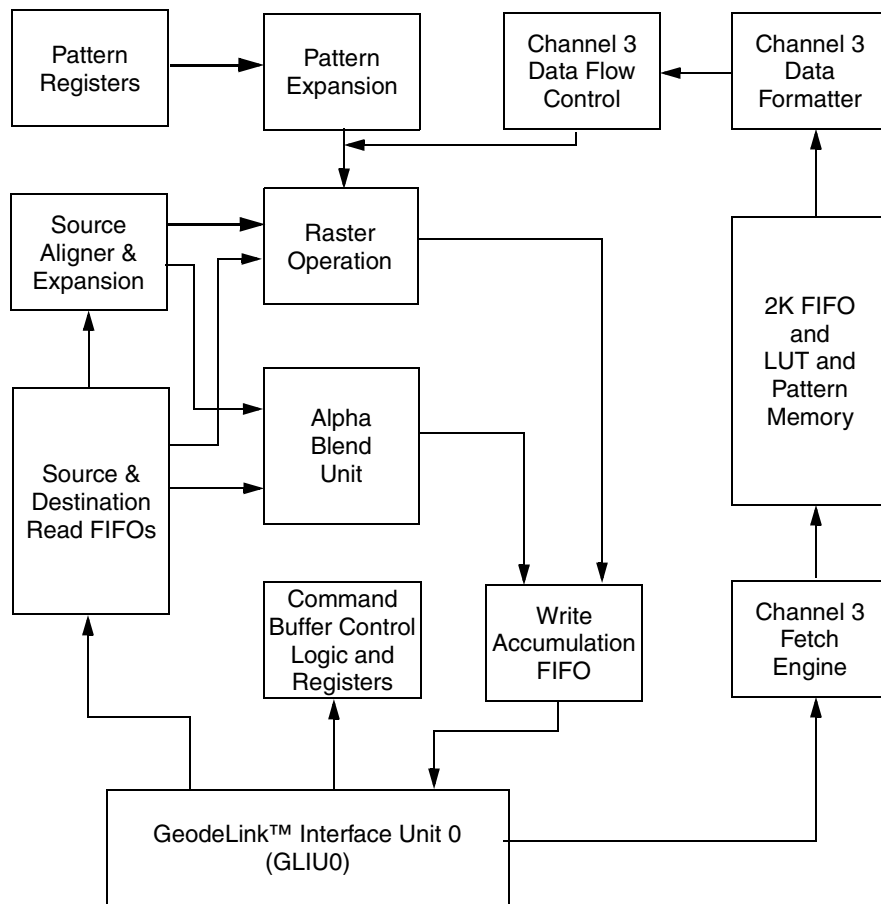 Pattern
Registers
Pattern
Expansion
Channel 3
Data Flow
Control
Channel 3
Data
Formatter
Source
Aligner &
Expansion
Raster
Operation
2K FIFO
and
LUT and
Pattern
Memory
Source &
Destination
Read FIFOs
Alpha
Blend
Unit
Command
Buffer Control
Logic and
Registers
Write
Accumulation
FIFO
Channel 3
Fetch
Engine
GeodeLink™ Interface Unit 0
(GLIU0)